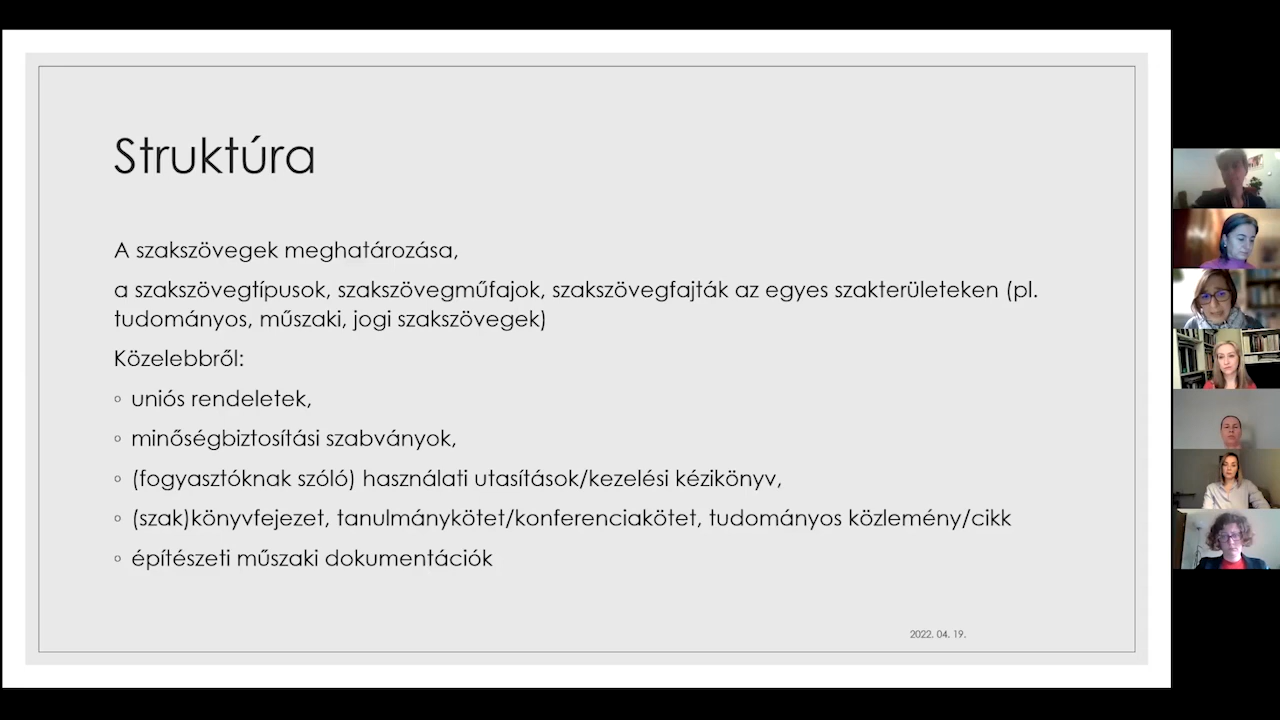 Struktúra
A szakszövegek meghatározása,
a szakszövegtípusok, szakszövegműfajok, szakszövegfajták az egyes szakterületeken (pl.
tudományos, műszaki, jogi szakszövegek)
Közelebbről:
◦ uniós rendeletek,
◦ minőségbiztosítási szabványok,
◦ (fogyasztóknak szóló) használati utasítások/kezelési kézikönyv,
◦ (szak)könyvfejezet, tanulmánykötet/konferenciakötet, tudományos közlemény/cikk
◦ építészeti műszaki dokumentációk
2022. 04. 19.